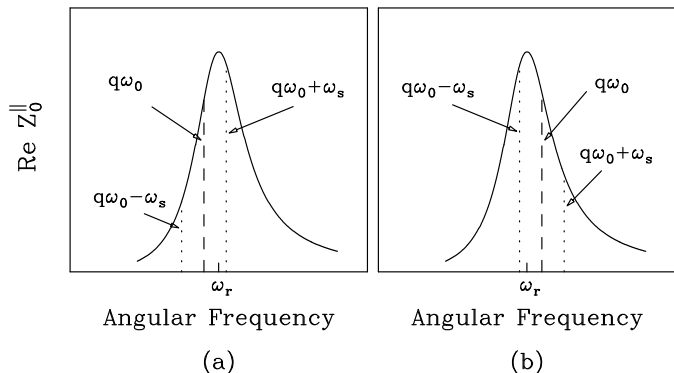 Re Z₀‖
qω₀
qω₀+ωₛ
qω₀−ωₛ
ωᵣ
Angular Frequency
(a)
qω₀−ωₛ
qω₀
qω₀+ωₛ
ωᵣ
Angular Frequency
(b)